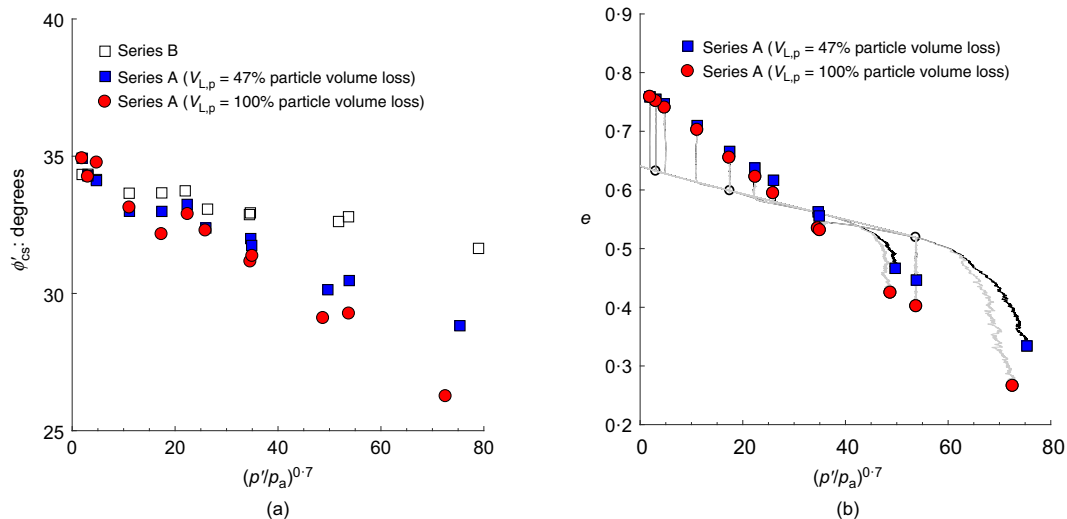 40
35
30
25
ϕ′cs: degrees
Series B
Series A (VL,p = 47% particle volume loss)
Series A (VL,p = 100% particle volume loss)
0 20 40 60 80
(p′/pa)0·7
(a)
0·9
0·8
0·7
0·6
0·5
0·4
0·3
0·2
e
Series A (VL,p = 47% particle volume loss)
Series A (VL,p = 100% particle volume loss)
0 20 40 60 80
(p′/pa)0·7
(b)